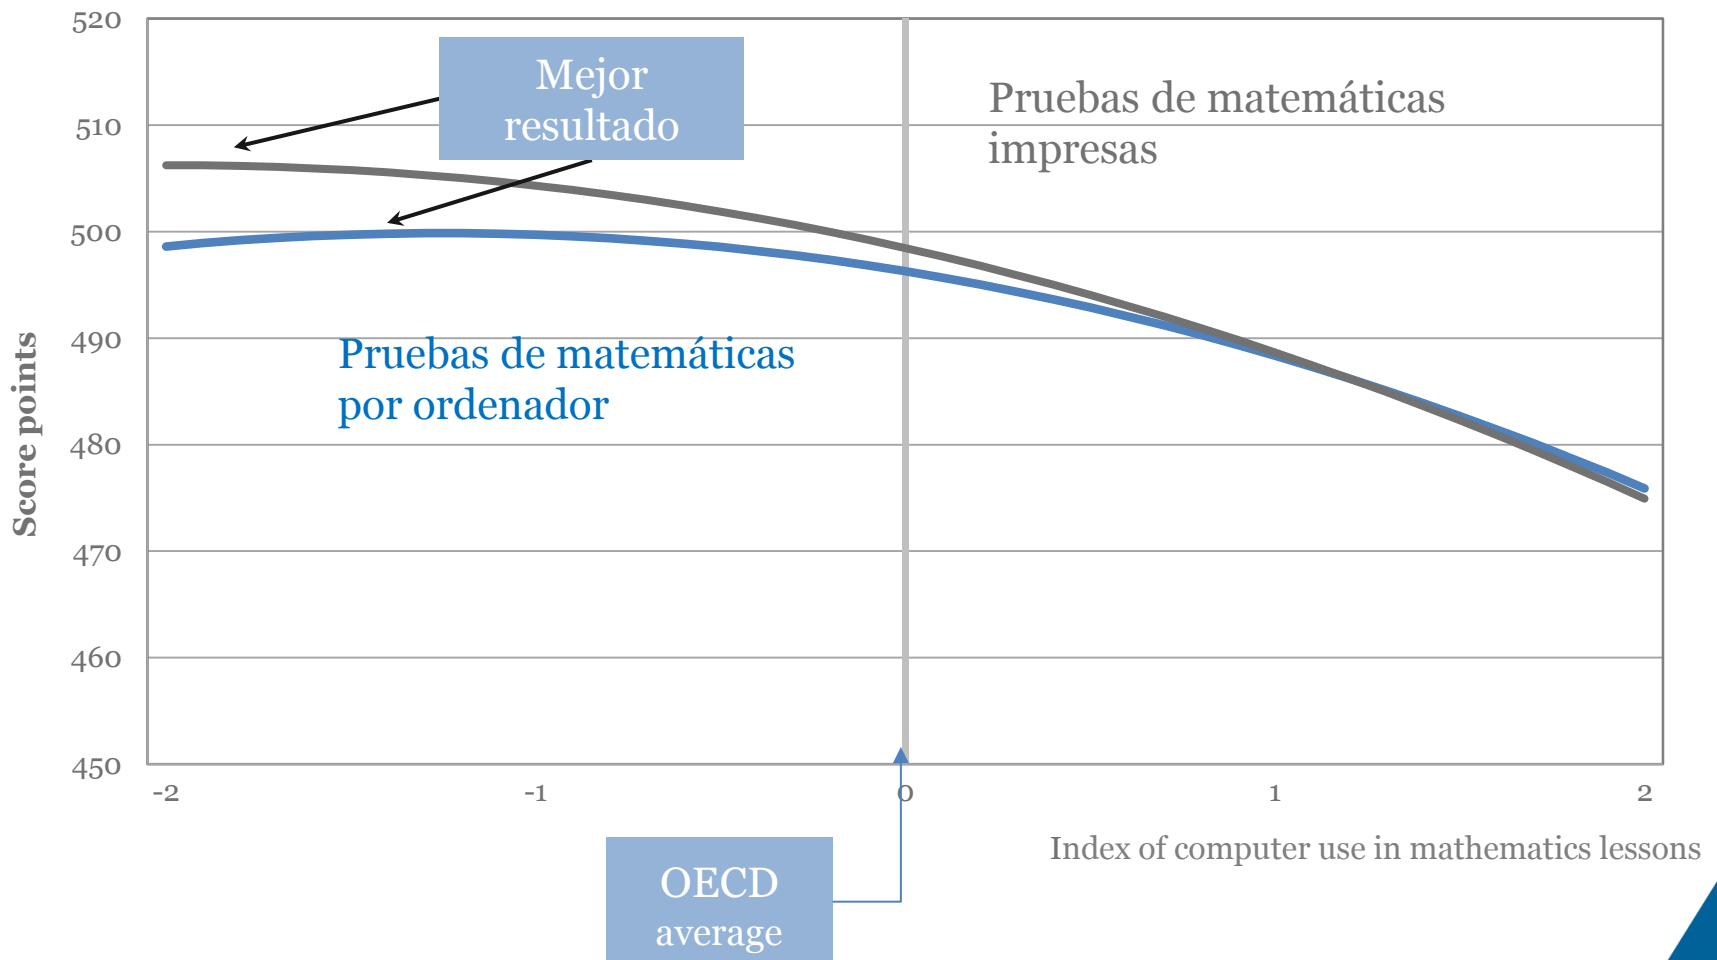 520
Mejor
resultado
Pruebas de matemáticas
impresas
510
500
490
Pruebas de matemáticas
por ordenador
480
Score points
470
460
450
-2
-1
0
1
2
Index of computer use in mathematics lessons
OECD
average